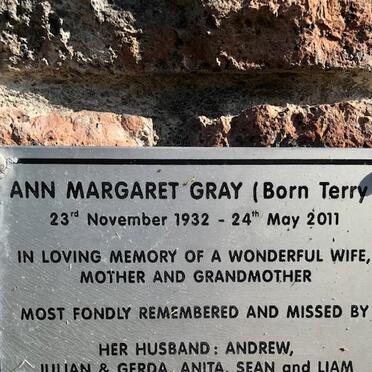 ANN MARGARET GRAY (Born Terry
23rd November 1932 - 24th May 2011
IN LOVING MEMORY OF A WONDERFUL WIFE,
MOTHER AND GRANDMOTHER
MOST FONDLY REMEMBERED AND MISSED BY
HER HUSBAND: ANDREW,
JULIAN & GERDA, ANITA, SEAN and LIAM